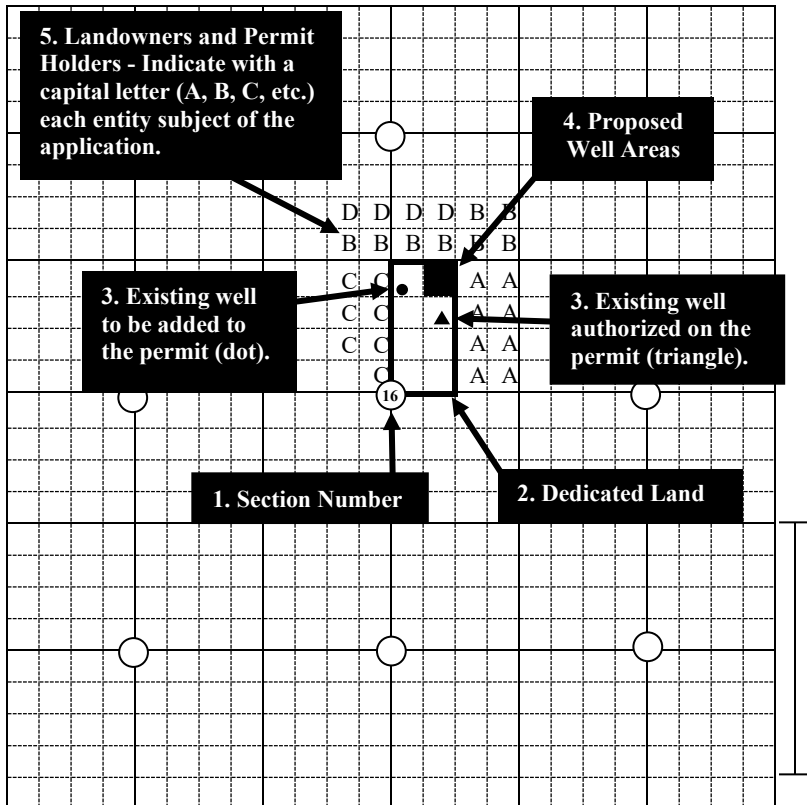 5. Landowners and Permit
Holders - Indicate with a
capital letter (A, B, C, etc.)
each entity subject of the
application.
4. Proposed
Well Areas
D D D D B B
B B B B B B
C C A A
3. Existing well
to be added to
the permit (dot).
C C A A
C C A A
C A A
3. Existing well
authorized on the
permit (triangle).
16
1. Section Number
2. Dedicated Land